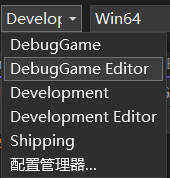 Develop Win64
DebugGame
DebugGame Editor
Development
Development Editor
Shipping
配置管理器...